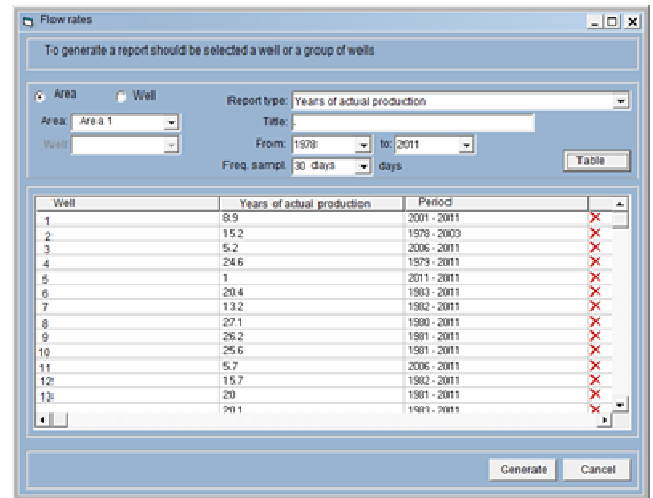 Flow rates
To generate a report should be selected a well or a group of wells
Area Well
Report type: Years of actual production
Area: Area 1 Title:
Well: From: 1978 to: 2011
Freq. sampl. 30 days days Table
Well Years of actual production Period
1 8.9 2001 - 2011
2 15.2 1978 - 2003
3 5.2 2006 - 2011
4 24.6 1979 - 2011
5 1 2011 - 2011
6 20.4 1983 - 2011
7 13.2 1982 - 2011
8 27.1 1980 - 2011
9 26.2 1981 - 2011
10 25.6 1981 - 2011
11 5.7 2006 - 2011
12 15.7 1982 - 2011
13 20 1981 - 2011
20.1 1983 - 2011
Generate Cancel